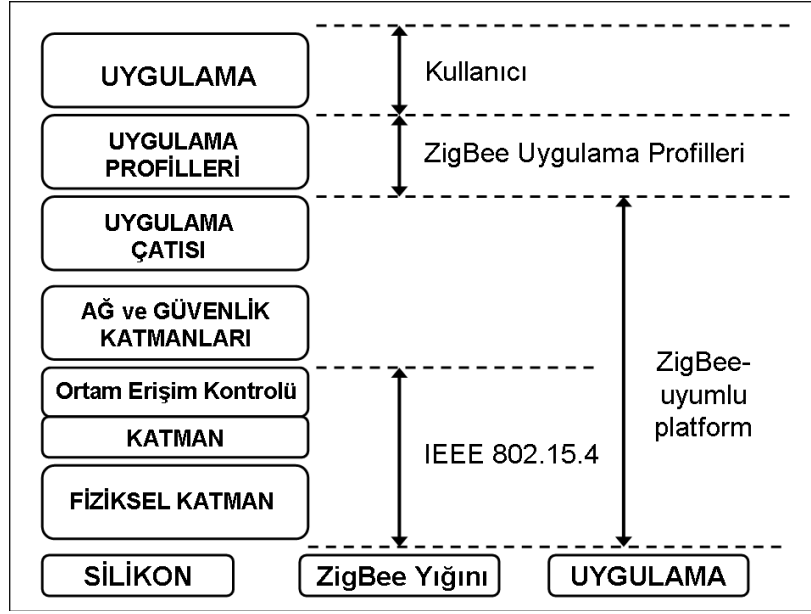 UYGULAMA
Kullanıcı
UYGULAMA
PROFİLLERİ
ZigBee Uygulama Profilleri
UYGULAMA
ÇATISI
AĞ ve GÜVENLİK
KATMANLARI
Ortam Erişim Kontrolü
KATMAN
FİZİKSEL KATMAN
IEEE 802.15.4
ZigBee-
uyumlu
platform
SİLİKON
ZigBee Yığını
UYGULAMA